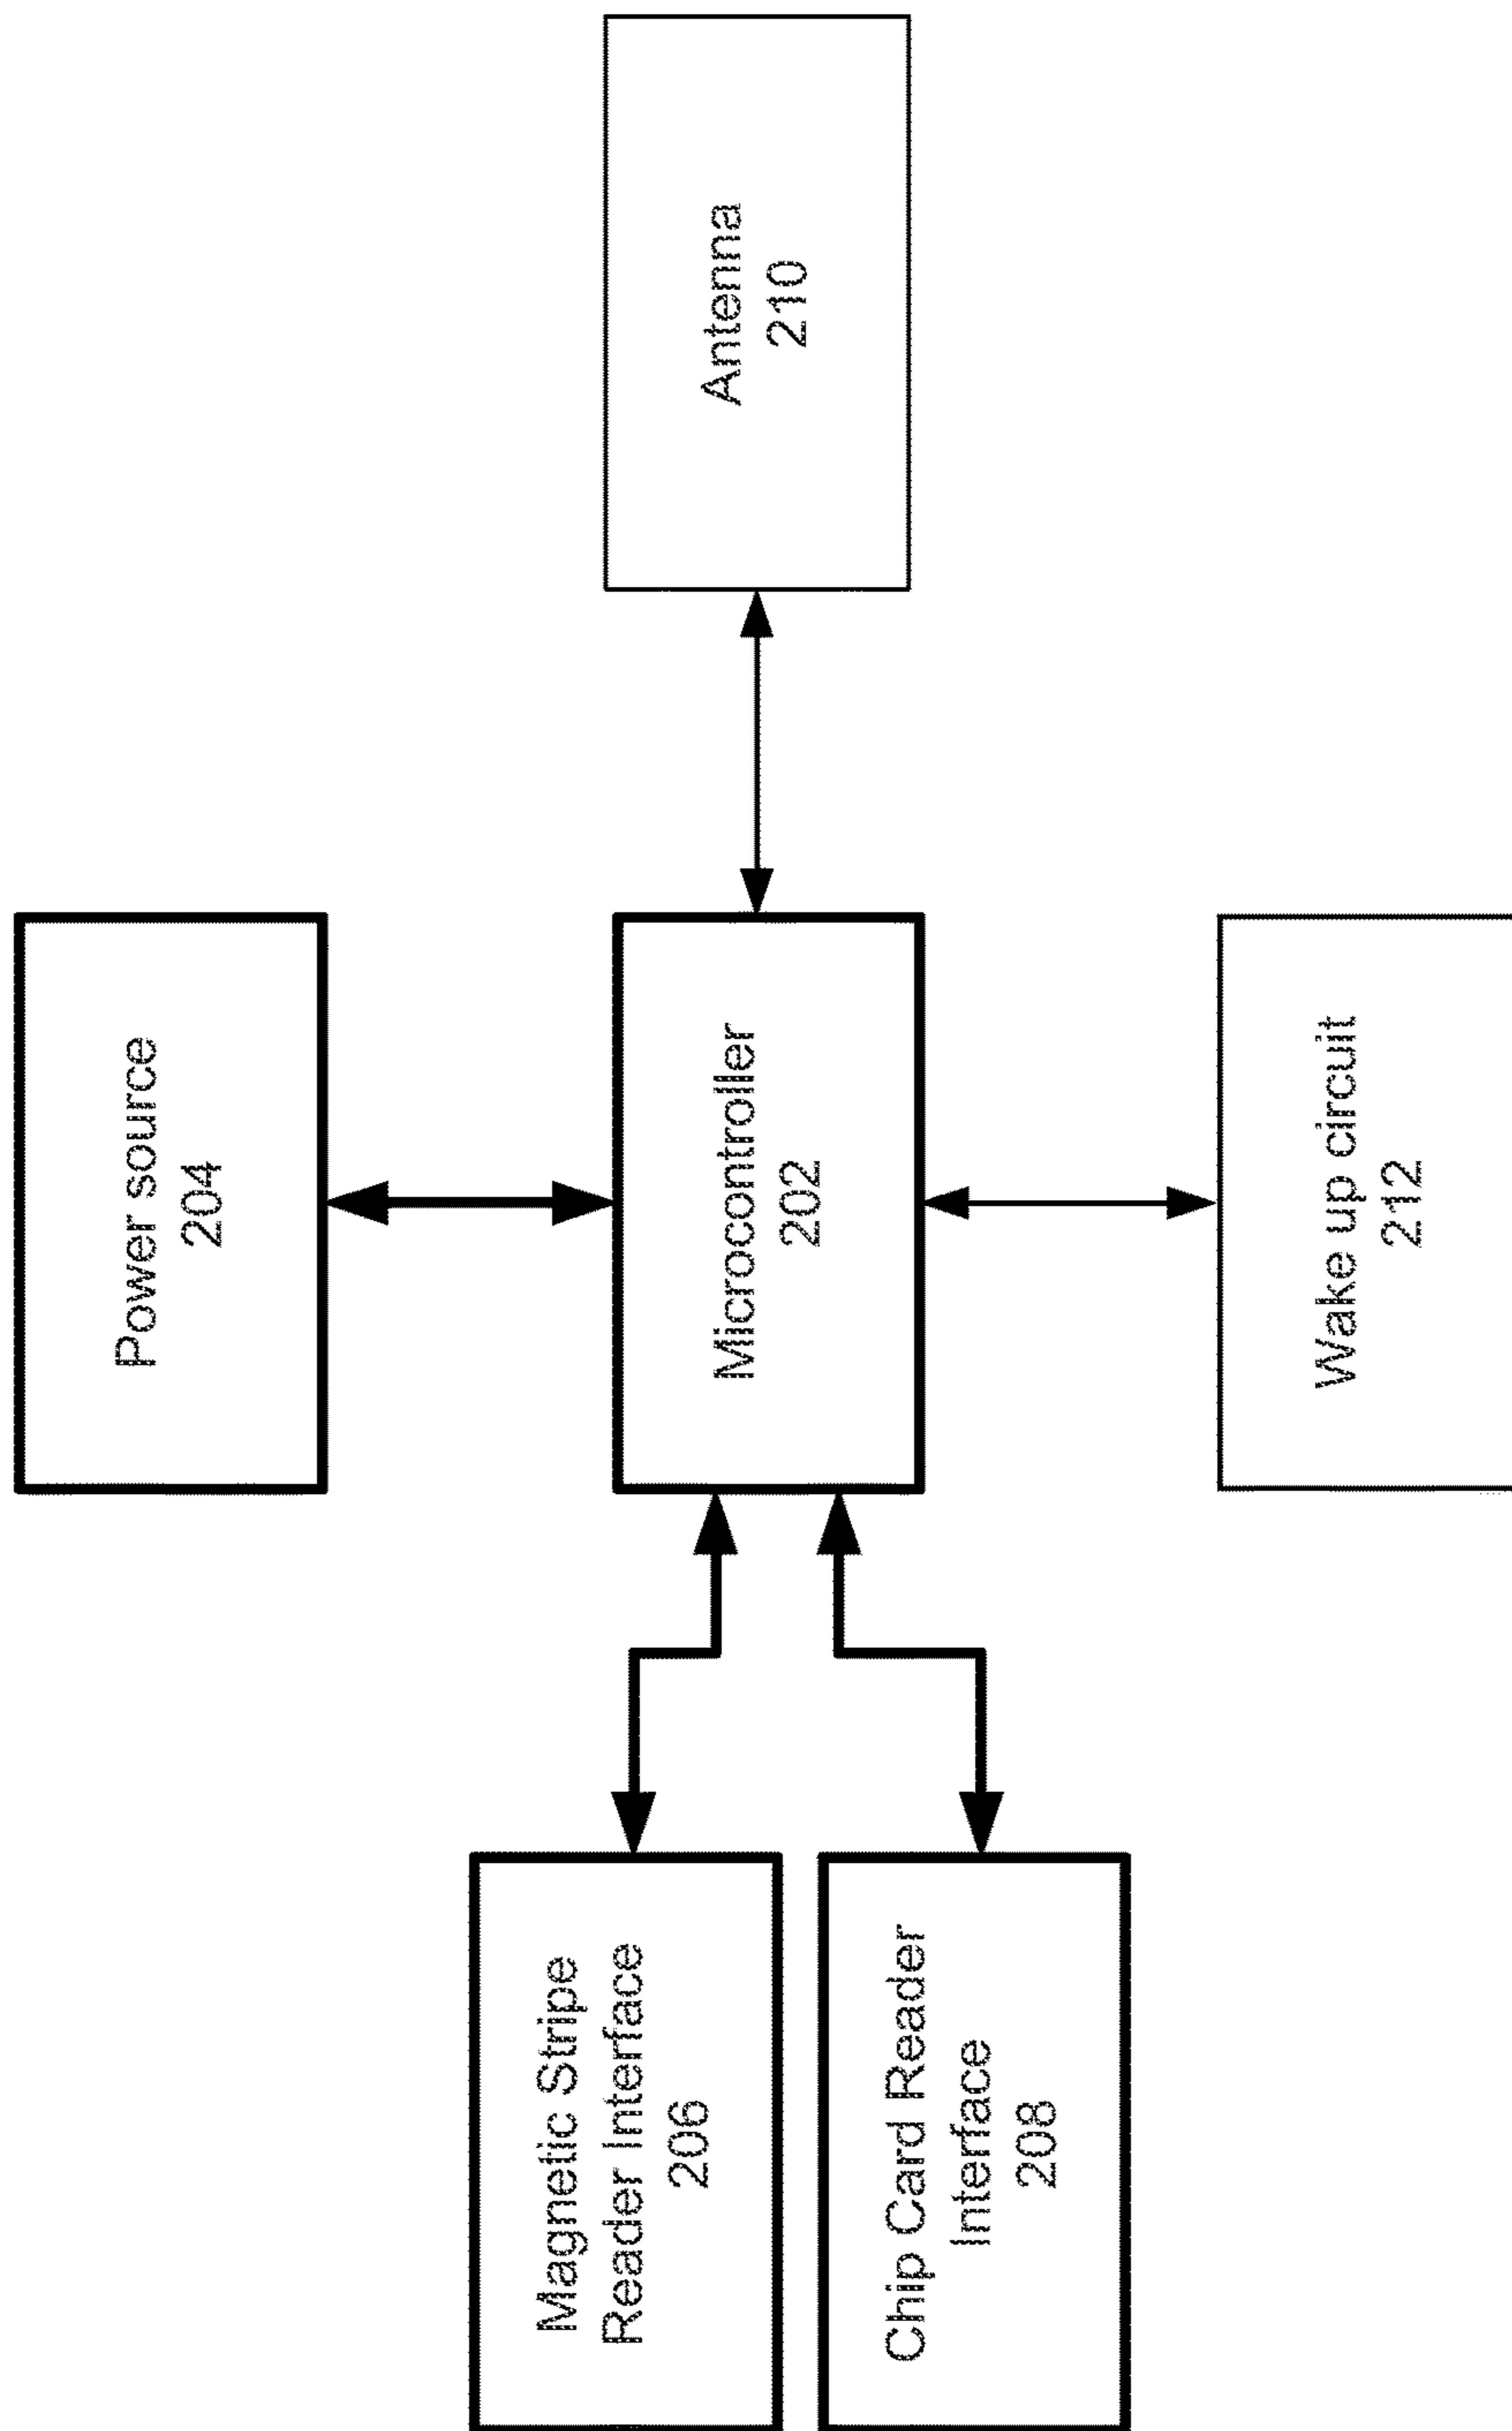 Power source
204
Magnetic Stripe
Reader Interface
206
Microcontroller
202
Antenna
210
Chip Card Reader
Interface
208
Wake up circuit
212